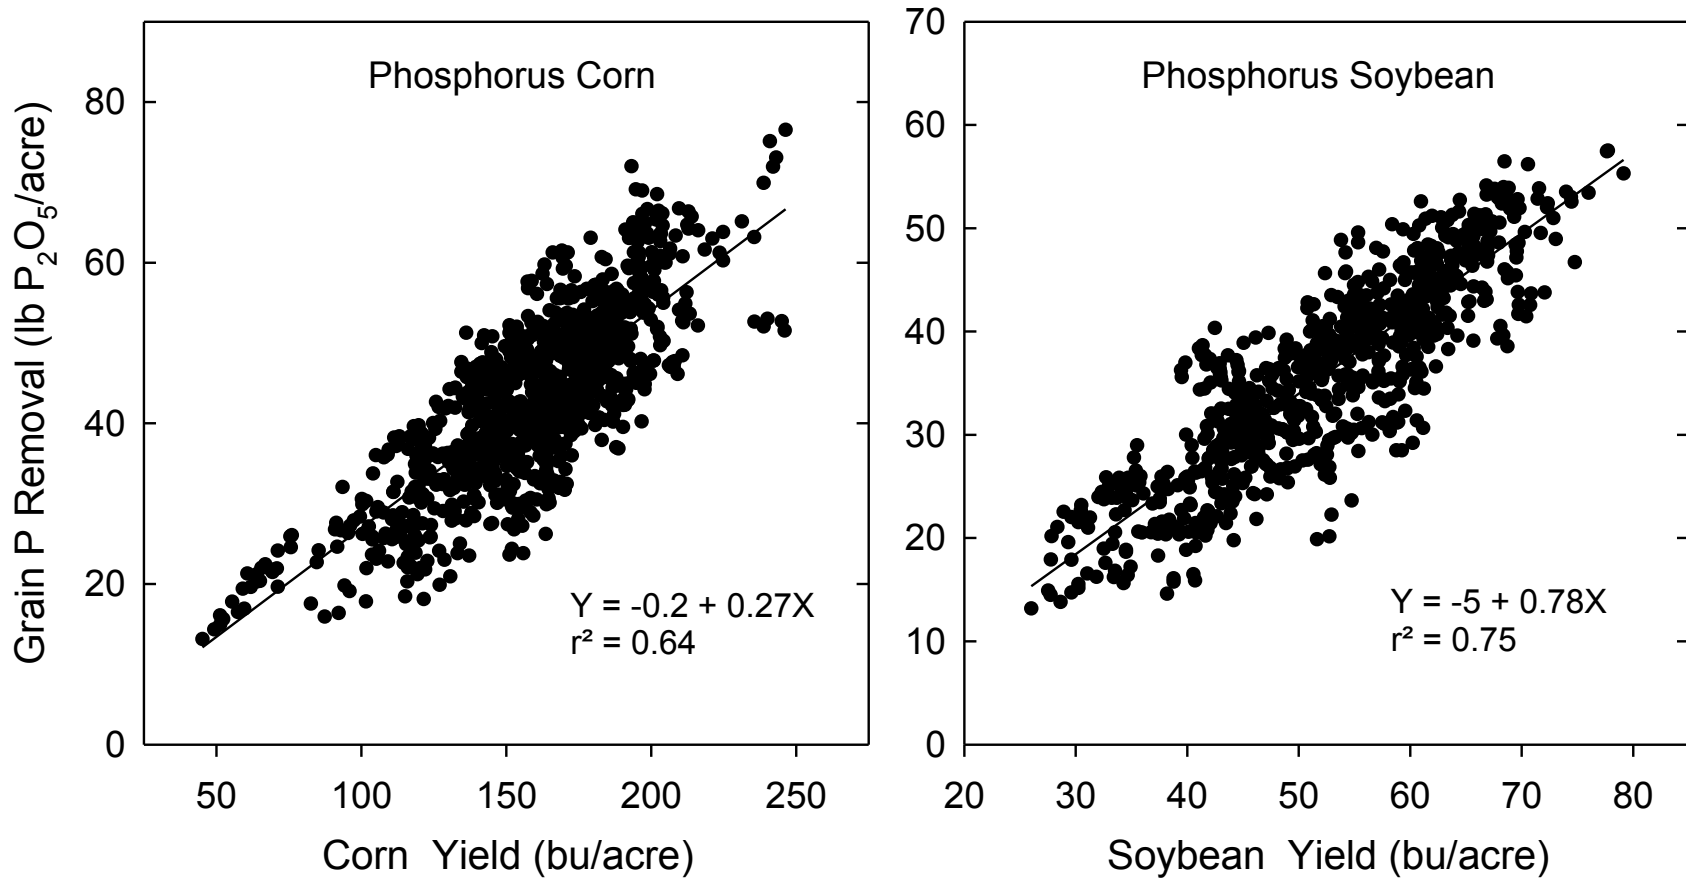 Grain P Removal (lb P₂O₅/acre)
Phosphorus Corn
80
60
40
20
0
Y = -0.2 + 0.27X
r² = 0.64
50 100 150 200 250
Corn Yield (bu/acre)
Phosphorus Soybean
70
60
50
40
30
20
10
0
Y = -5 + 0.78X
r² = 0.75
20 30 40 50 60 70 80
Soybean Yield (bu/acre)